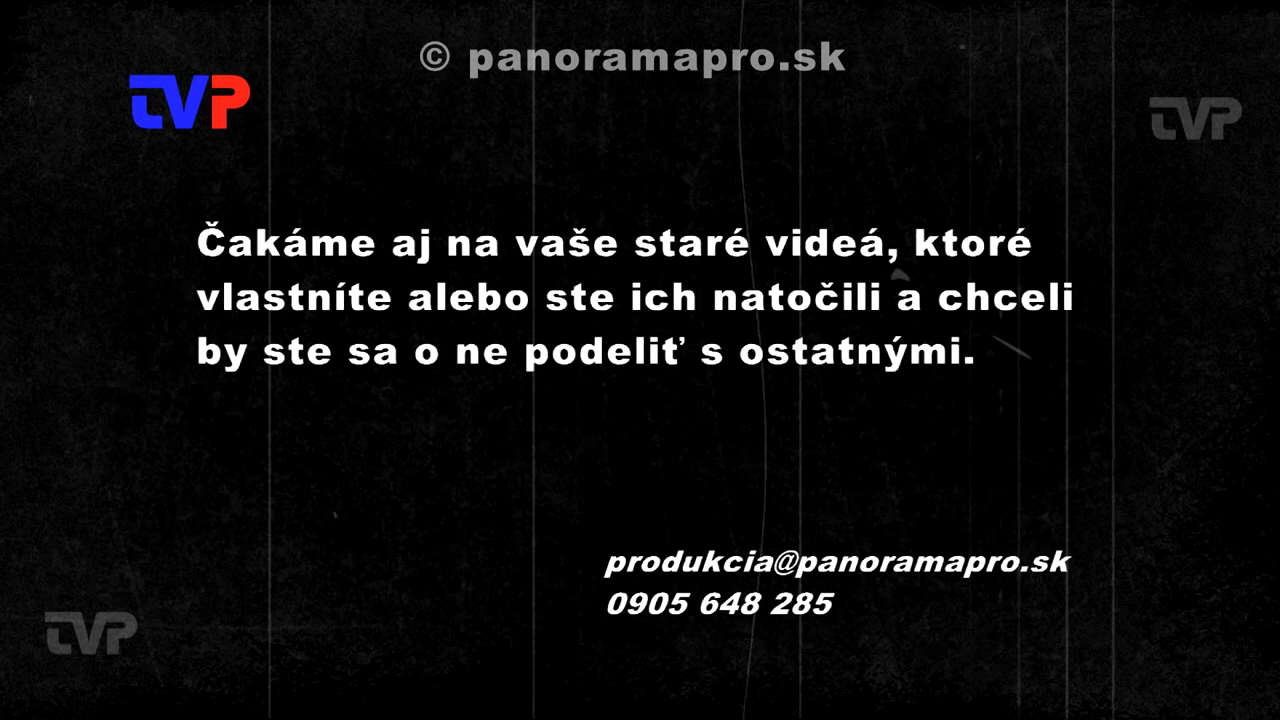 © panoramapro.sk
TVP
TVP
Čakáme aj na vaše staré videá, ktoré
vlastníte alebo ste ich natočili a chceli
by ste sa o ne podeliť s ostatnými.
produkcia@panoramapro.sk
0905 648 285
TVP